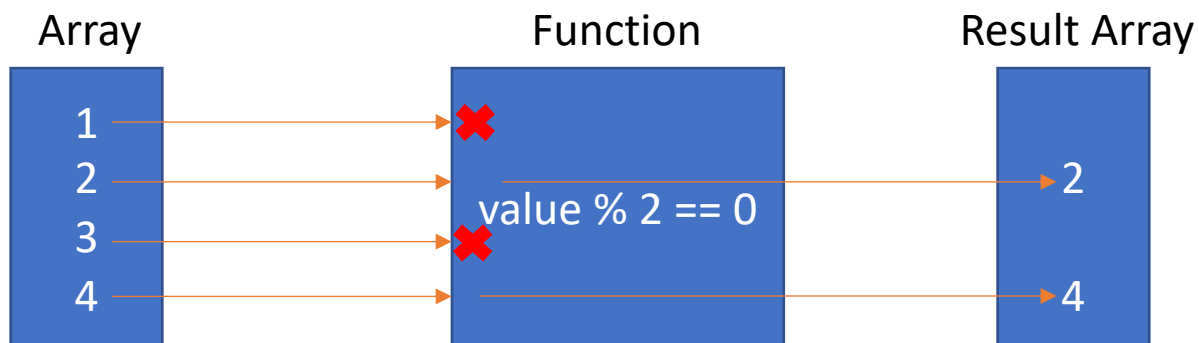 Array Function Result Array
1
2 2
value % 2 == 0
3
4 4